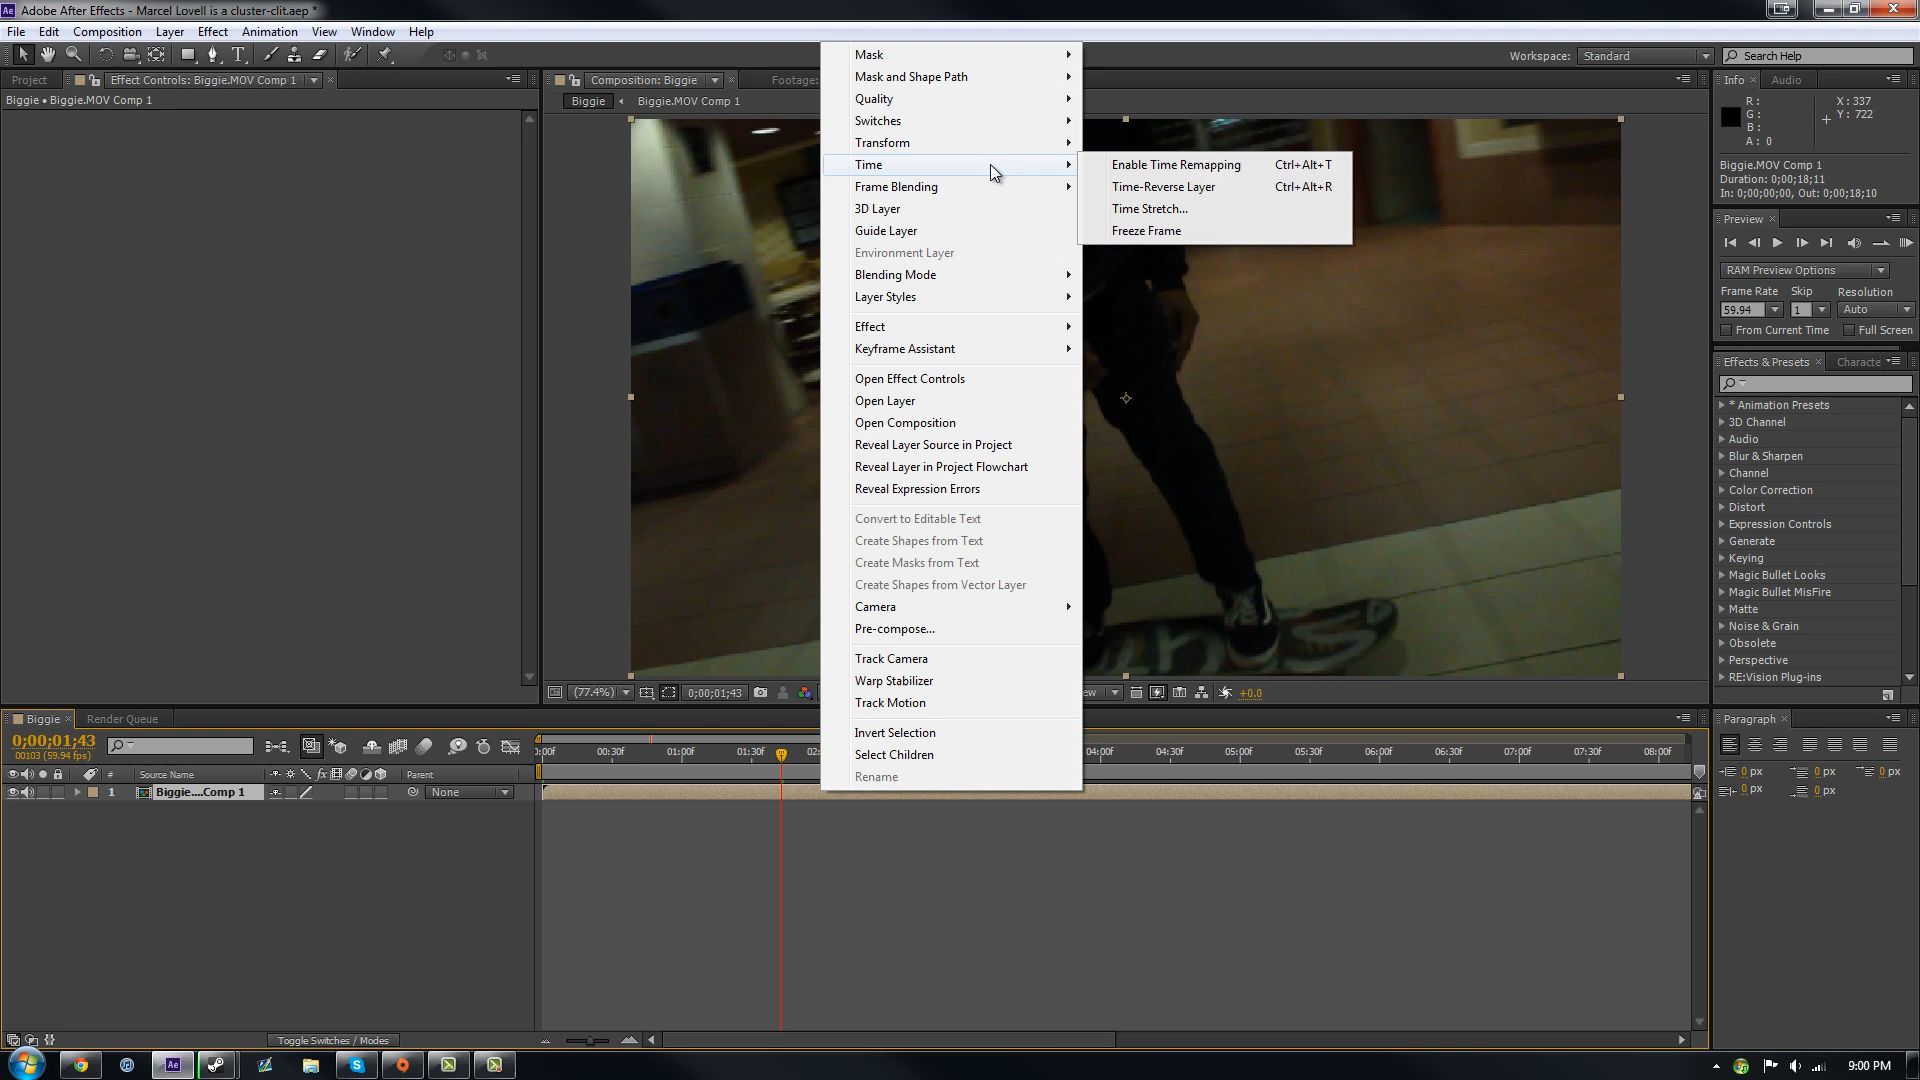 Adobe After Effects - Marcel Lovell is a cluster-clit.aep *
File Edit Composition Layer Effect Animation View Window Help
Workspace: Standard Search Help
Project Effect Controls: Biggie.MOV Comp 1
Biggie • Biggie.MOV Comp 1
Composition: Biggie Footage:
Biggie Biggie.MOV Comp 1
Mask
Mask and Shape Path
Quality
Switches
Transform
Time
Frame Blending
3D Layer
Guide Layer
Environment Layer
Blending Mode
Layer Styles
Effect
Keyframe Assistant
Open Effect Controls
Open Layer
Open Composition
Reveal Layer Source in Project
Reveal Layer in Project Flowchart
Reveal Expression Errors
Convert to Editable Text
Create Shapes from Text
Create Masks from Text
Create Shapes from Vector Layer
Camera
Pre-compose...
Track Camera
Warp Stabilizer
Track Motion
Invert Selection
Select Children
Rename
Enable Time Remapping Ctrl+Alt+T
Time-Reverse Layer Ctrl+Alt+R
Time Stretch...
Freeze Frame
Info Audio
R:
G:
B:
A: 0
X: 337
Y: 722
Biggie.MOV Comp 1
Duration: 0;00;18;11
In: 0;00;00;00, Out: 0;00;18;10
Preview
RAM Preview Options
Frame Rate Skip Resolution
59.94 1 Auto
From Current Time Full Screen
Effects & Presets Characte
* Animation Presets
3D Channel
Audio
Blur & Sharpen
Channel
Color Correction
Distort
Expression Controls
Generate
Keying
Magic Bullet Looks
Magic Bullet MisFire
Matte
Noise & Grain
Obsolete
Perspective
RE:Vision Plug-ins
(77.4%) 0;00;01;43 ew +0.0
Biggie Render Queue
0;00;01;43
00103 (59.94 fps)
# Source Name Parent
1 Biggie....Comp 1 None
0:00f 00:30f 01:00f 01:30f 02: 04:00f 04:30f 05:00f 05:30f 06:00f 06:30f 07:00f 07:30f 08:00f
Toggle Switches / Modes
Paragraph
0 px 0 px 0 px
0 px 0 px
Ae
9:00 PM